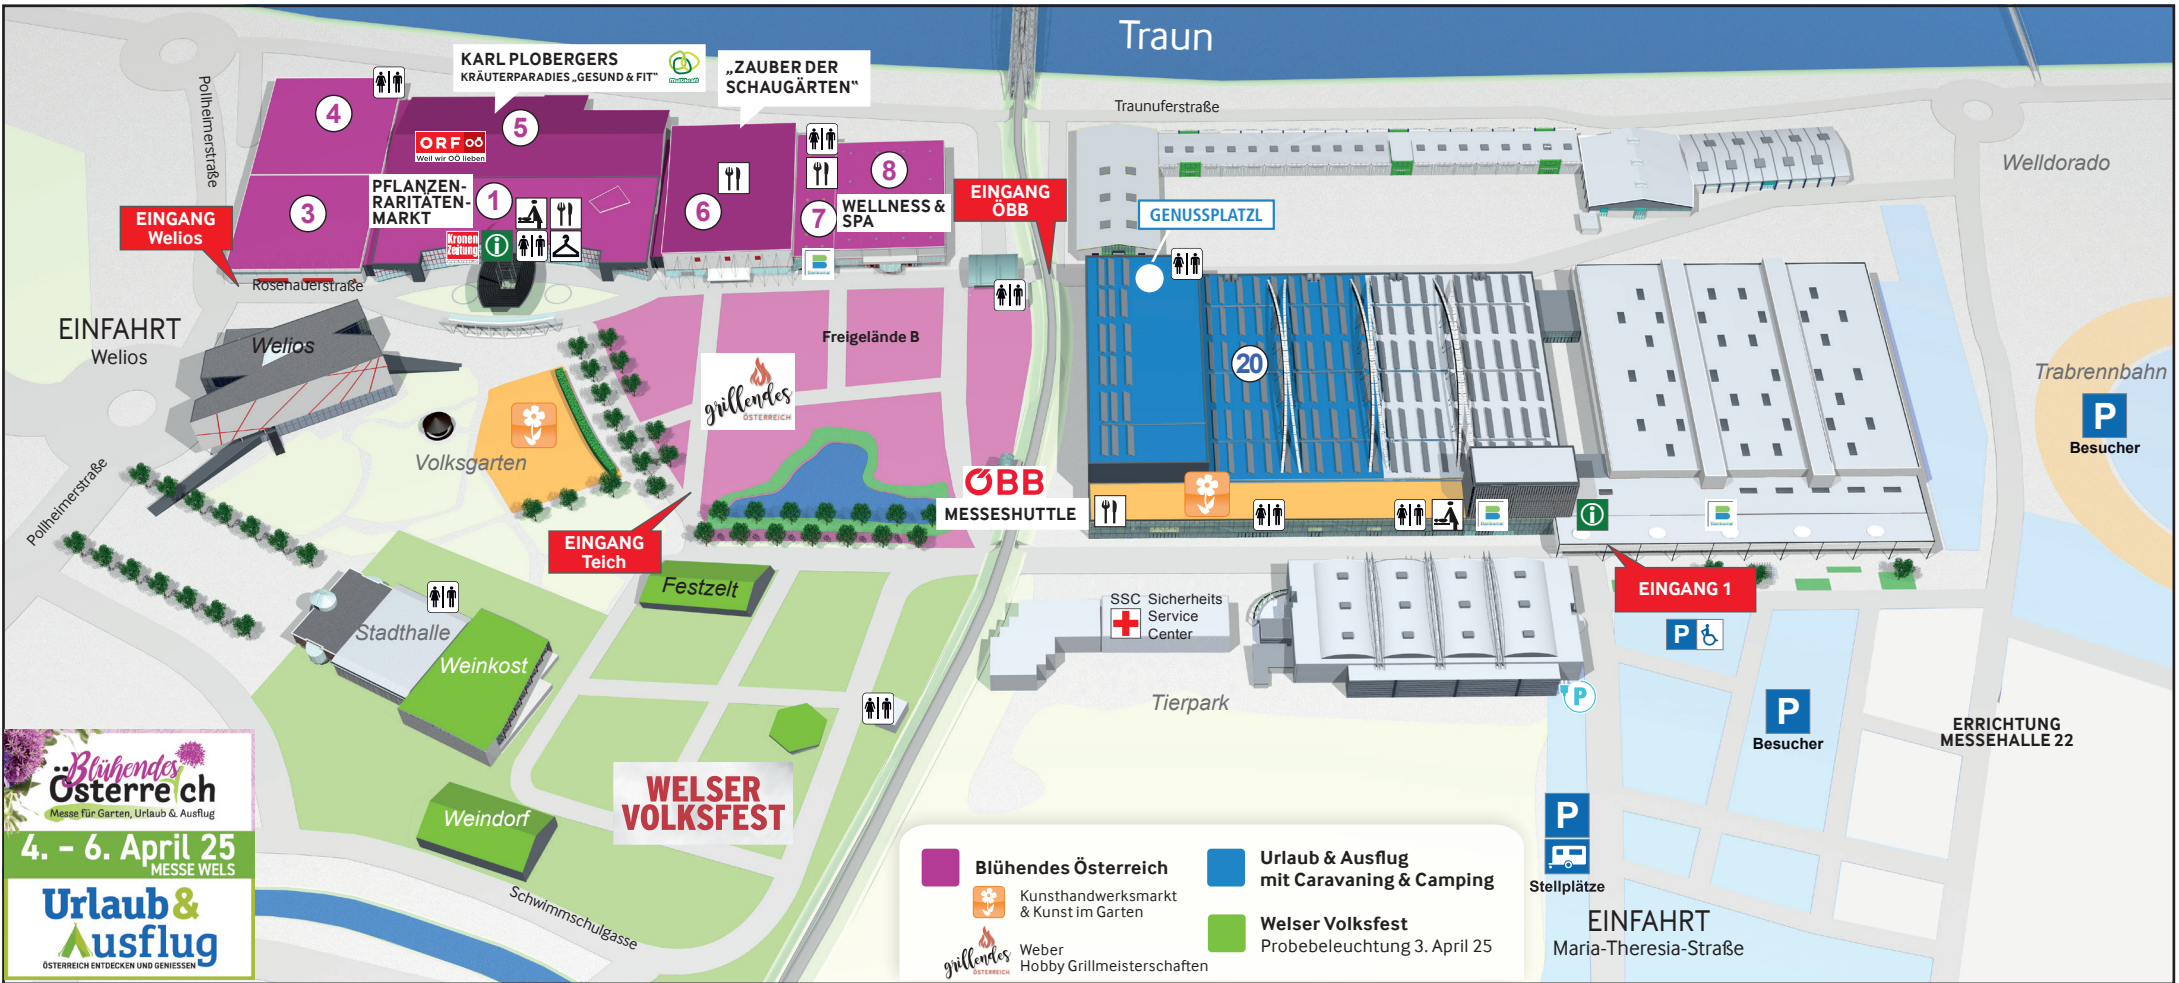 Traun
KARL PLOBERGERS
KRÄUTERPARADIES „GESUND & FIT“
multikraft
„ZAUBER DER
SCHAUGÄRTEN“
Pollheimerstraße
Traunuferstraße
Welldorado
4
5
ORF OÖ
Weil wir OÖ lieben
3
PFLANZEN-
RARITÄTEN-
MARKT
1
Kronen
Zeitung
i
6
7
8
WELLNESS &
SPA
Bankomat
EINGANG
Welios
EINGANG
ÖBB
GENUSSPLATZL
Rosenauerstraße
EINFAHRT
Welios
Welios
Freigelände B
grillendes
ÖSTERREICH
20
Trabrennbahn
P
Besucher
Volksgarten
Pollheimerstraße
ÖBB
MESSESHUTTLE
Bankomat
i
Bankomat
EINGANG
Teich
Festzelt
EINGANG 1
P
SSC Sicherheits
Service
Center
Stadthalle
Weinkost
Tierpark
P
P
Besucher
ERRICHTUNG
MESSEHALLE 22
WELSER
VOLKSFEST
Weindorf
Schwimmschulgasse
P
Stellplätze
EINFAHRT
Maria-Theresia-Straße
Blühendes
Österreich
Messe für Garten, Urlaub & Ausflug
4. – 6. April 25
MESSE WELS
Urlaub &
Ausflug
ÖSTERREICH ENTDECKEN UND GENIESSEN
Blühendes Österreich
Kunsthandwerksmarkt
& Kunst im Garten
grillendes
ÖSTERREICH
Weber
Hobby Grillmeisterschaften
Urlaub & Ausflug
mit Caravaning & Camping
Welser Volksfest
Probebeleuchtung 3. April 25